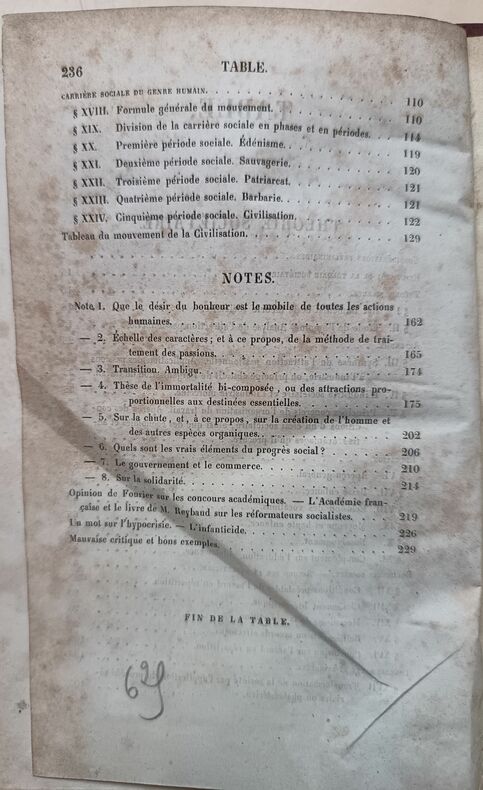 236 TABLE.
CARRIÈRE SOCIALE DU GENRE HUMAIN. 110
§ XVIII. Formule générale du mouvement. 110
§ XIX. Division de la carrière sociale en phases et en périodes. 114
§ XX. Première période sociale. Édénisme. 119
§ XXI. Deuxième période sociale. Sauvagerie. 120
§ XXII. Troisième période sociale. Patriarcat. 121
§ XXIII. Quatrième période sociale. Barbarie. 121
§ XXIV. Cinquième période sociale. Civilisation. 122
Tableau du mouvement de la Civilisation. 129
NOTES.
Note 1. Que le désir du bonheur est le mobile de toutes les actions
humaines. 162
— 2. Échelle des caractères; et à ce propos, de la méthode de trai-
tement des passions. 165
— 3. Transition. Ambigu. 174
— 4. Thèse de l'immortalité bi-composée, ou des attractions pro-
portionnelles aux destinées essentielles. 175
— 5. Sur la chute, et, à ce propos, sur la création de l'homme et
des autres espèces organiques. 202
— 6. Quels sont les vrais éléments du progrès social? 206
— 7. Le gouvernement et le commerce. 210
— 8. Sur la solidarité. 214
Opinion de Fourier sur les concours académiques. — L'Académie fran-
çaise et le livre de M. Reybaud sur les réformateurs socialistes. 219
Un mot sur l'hypocrisie. — L'infanticide. 226
Mauvaise critique et bons exemples. 229
FIN DE LA TABLE.